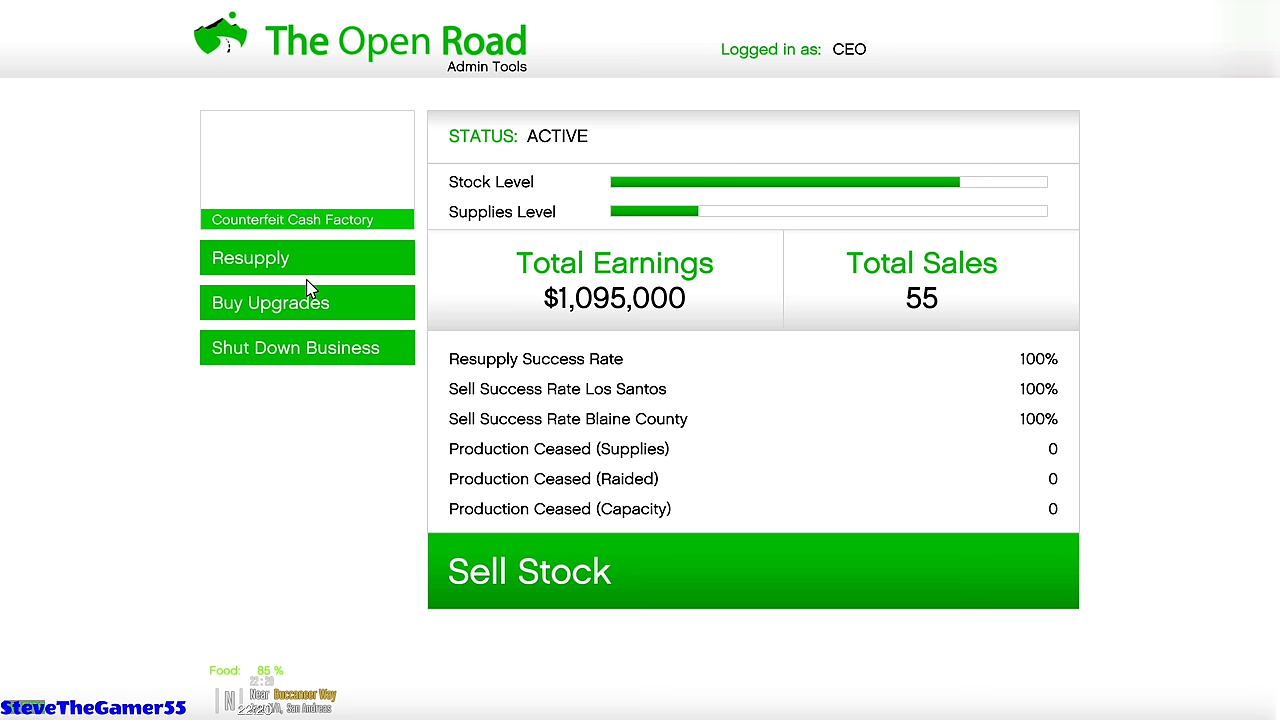 The Open Road
Admin Tools
Logged in as: CEO
Counterfeit Cash Factory
Resupply
Buy Upgrades
Shut Down Business
STATUS: ACTIVE
Stock Level
Supplies Level
Total Earnings
$1,095,000
Total Sales
55
Resupply Success Rate 100%
Sell Success Rate Los Santos 100%
Sell Success Rate Blaine County 100%
Production Ceased (Supplies) 0
Production Ceased (Raided) 0
Production Ceased (Capacity) 0
Sell Stock
Food: 85 %
22:20
N
Near Buccaneer Way
San Andreas
SteveTheGamer55